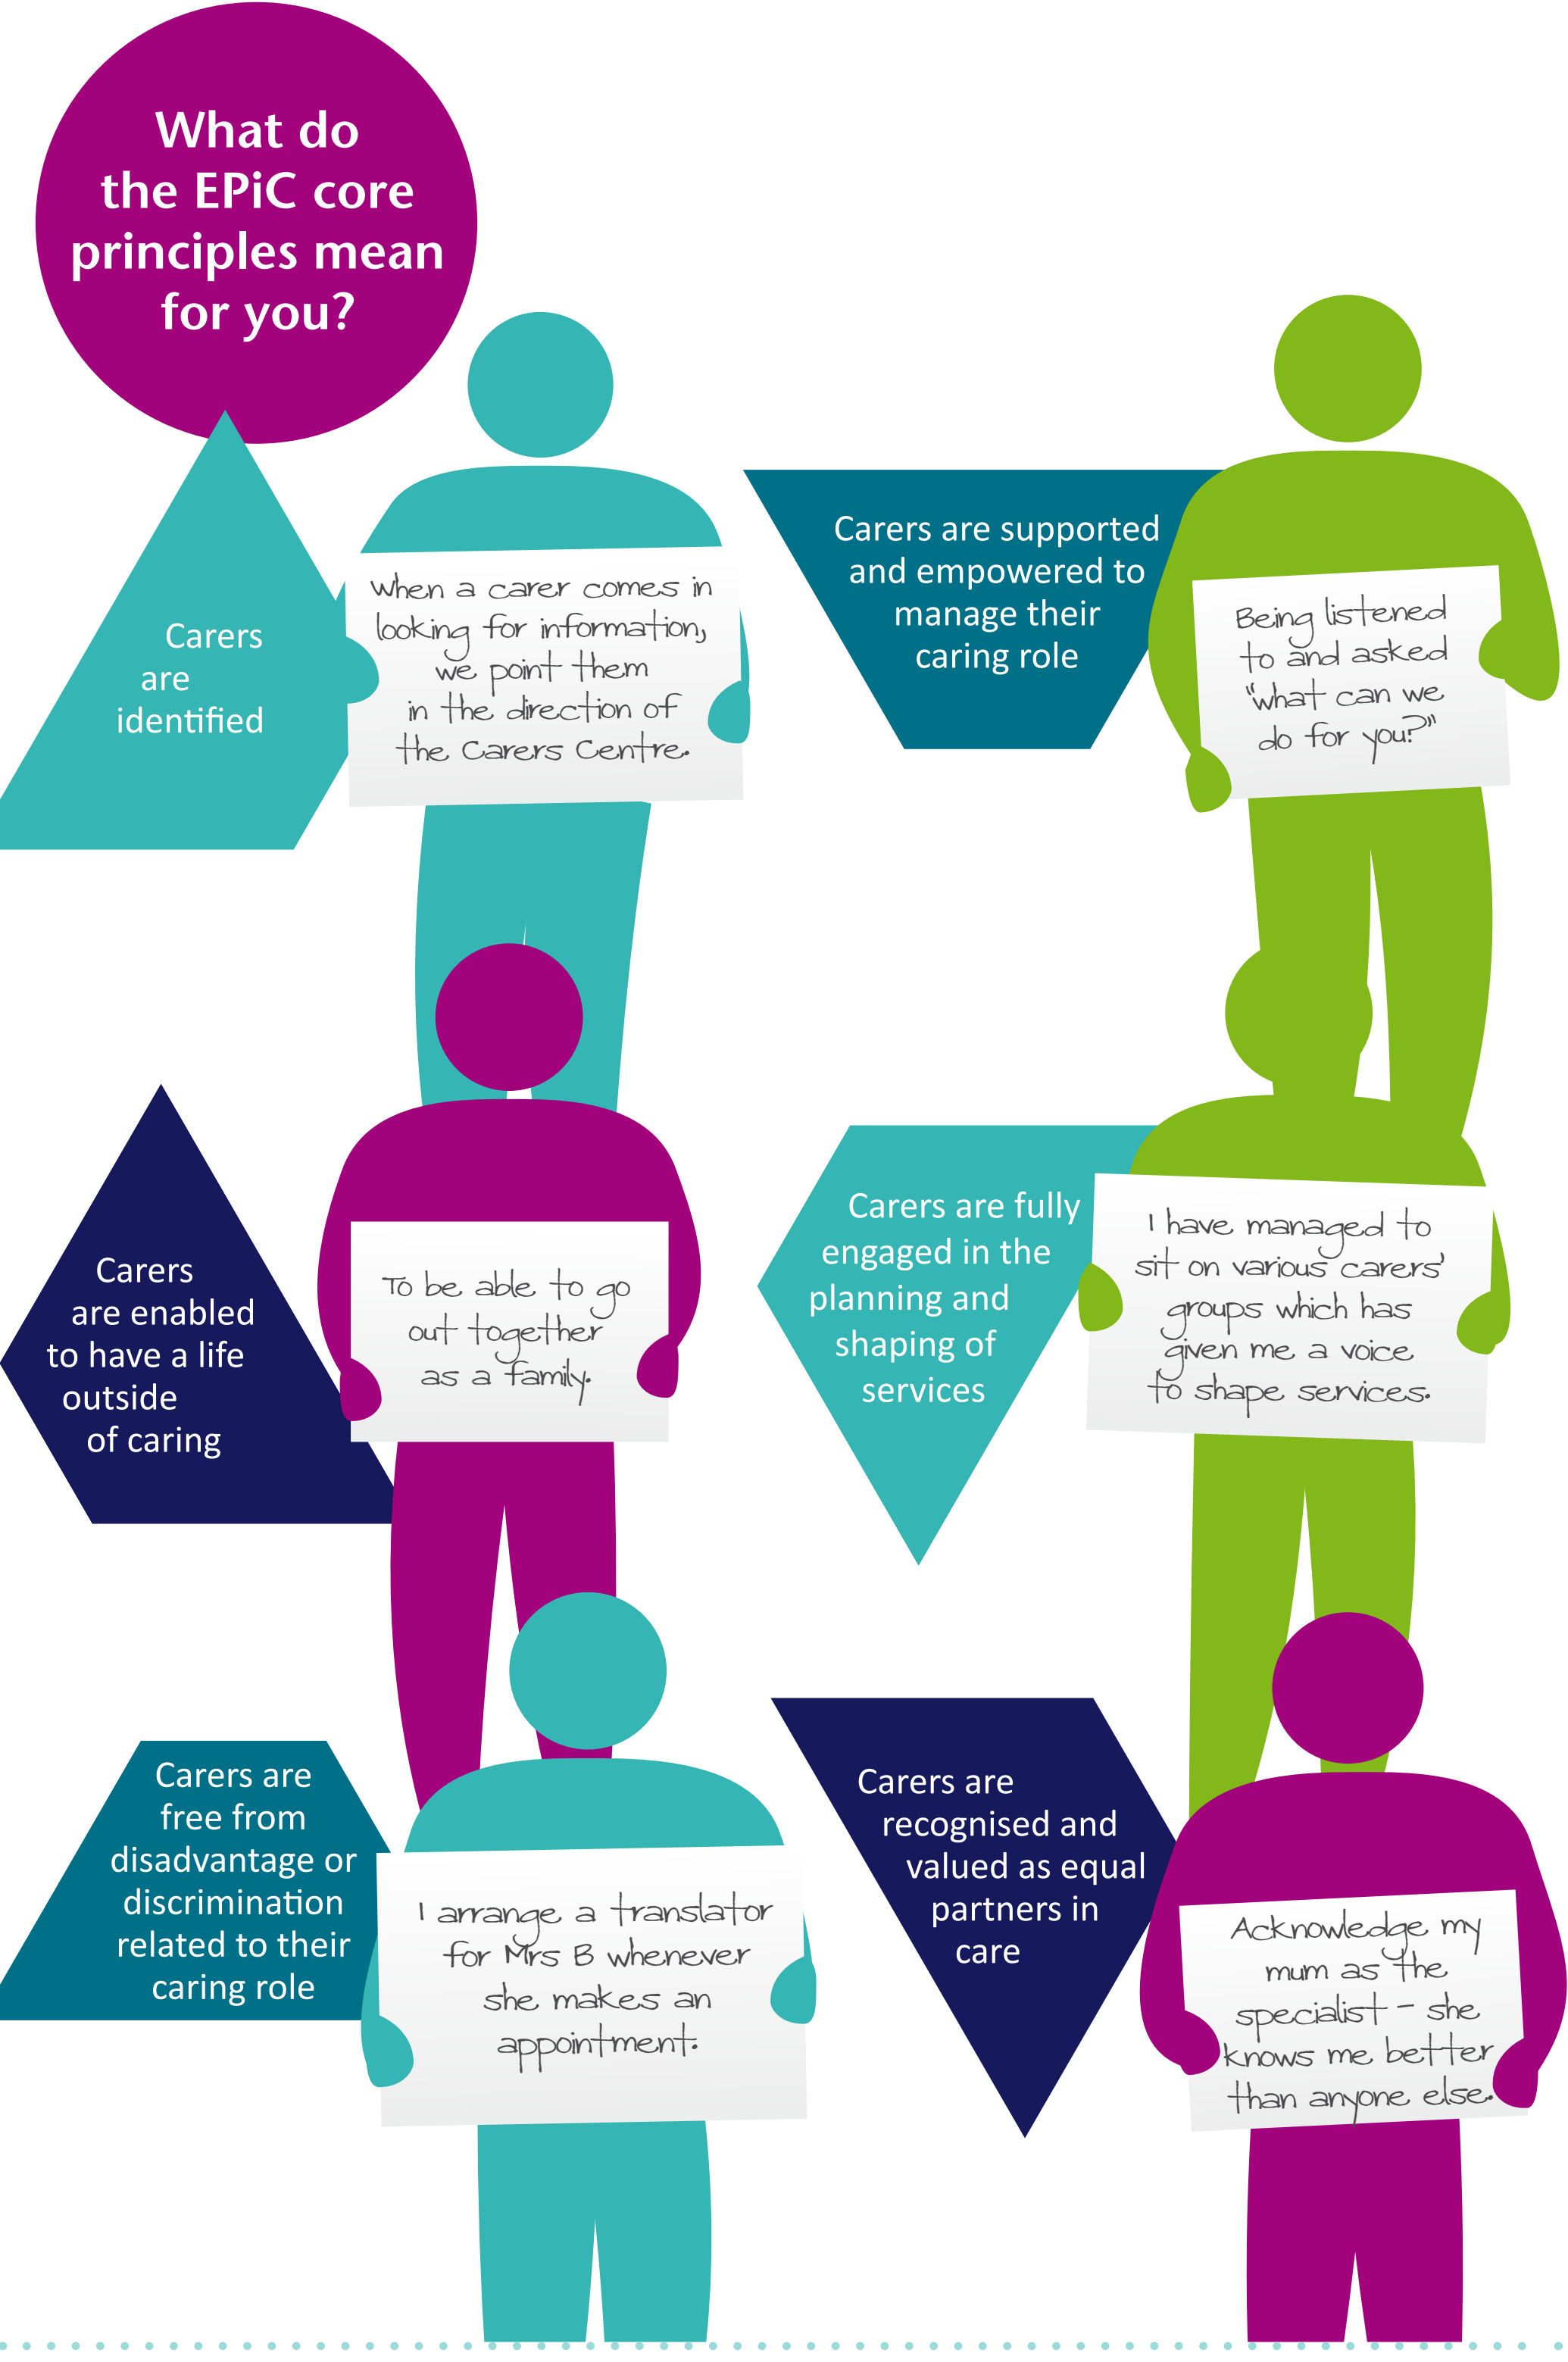 What do
the EPiC core
principles mean
for you?
Carers
are
identified
When a carer comes in
looking for information,
we point them
in the direction of
the Carers Centre.
Carers are supported
and empowered to
manage their
caring role
Being listened
to and asked
"what can we
do for you?"
Carers
are enabled
to have a life
outside
of caring
To be able to go
out together
as a family.
Carers are fully
engaged in the
planning and
shaping of
services
I have managed to
sit on various carers'
groups which has
given me a voice
to shape services.
Carers are
free from
disadvantage or
discrimination
related to their
caring role
I arrange a translator
for Mrs B whenever
she makes an
appointment.
Carers are
recognised and
valued as equal
partners in
care
Acknowledge my
mum as the
specialist – she
knows me better
than anyone else.